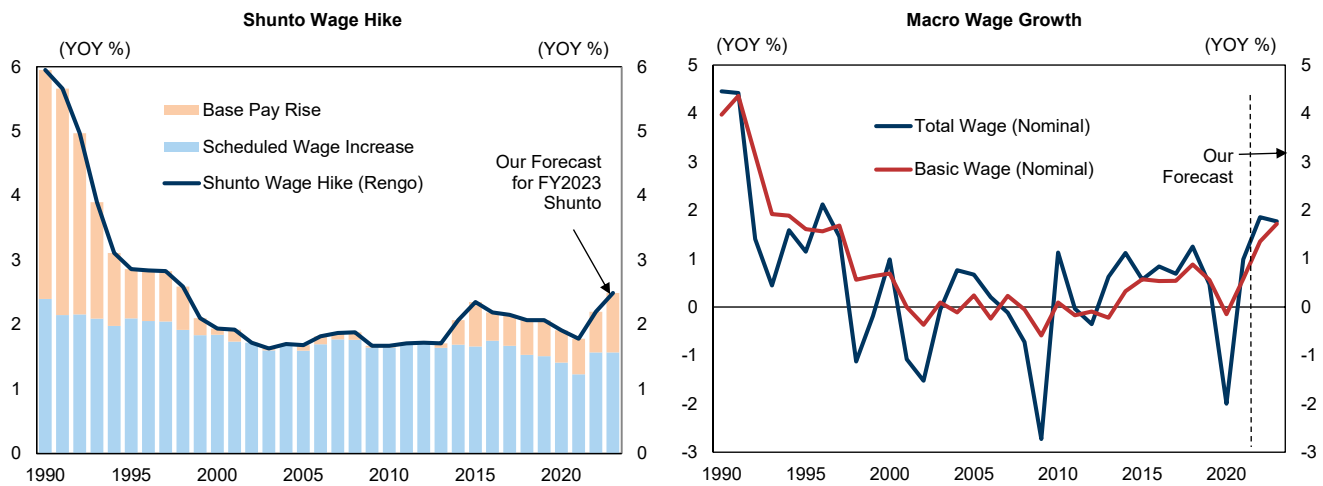 Shunto Wage Hike
(YOY %)
(YOY %)
6
5
4
3
2
1
0
6
5
4
3
2
1
0
Base Pay Rise
Scheduled Wage Increase
Shunto Wage Hike (Rengo)
Our Forecast
for FY2023
Shunto
1990
1995
2000
2005
2010
2015
2020
Macro Wage Growth
(YOY %)
(YOY %)
5
4
3
2
1
0
-1
-2
-3
5
4
3
2
1
0
-1
-2
-3
Total Wage (Nominal)
Basic Wage (Nominal)
Our
Forecast
1990
1995
2000
2005
2010
2015
2020